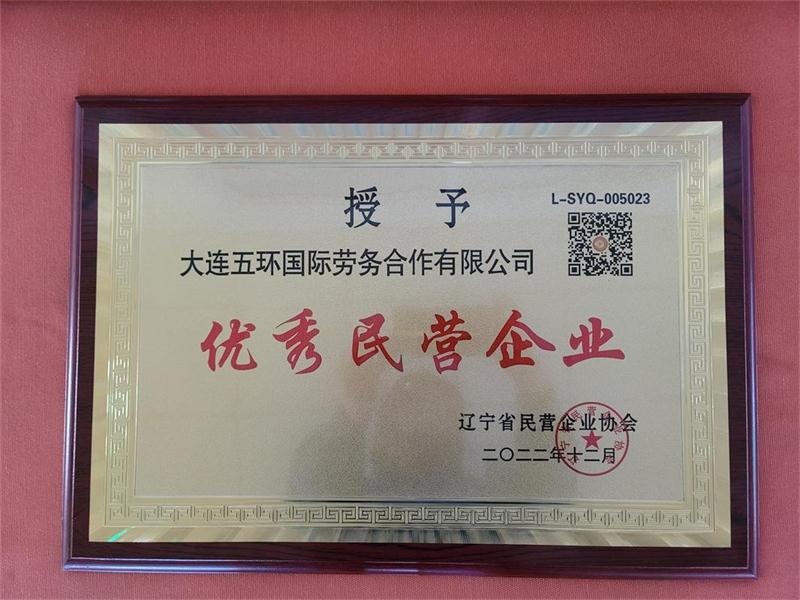 授 予
L-SYQ-005023
大连五环国际劳务合作有限公司
优秀民营企业
辽宁省民营企业协会
二〇二二年十二月